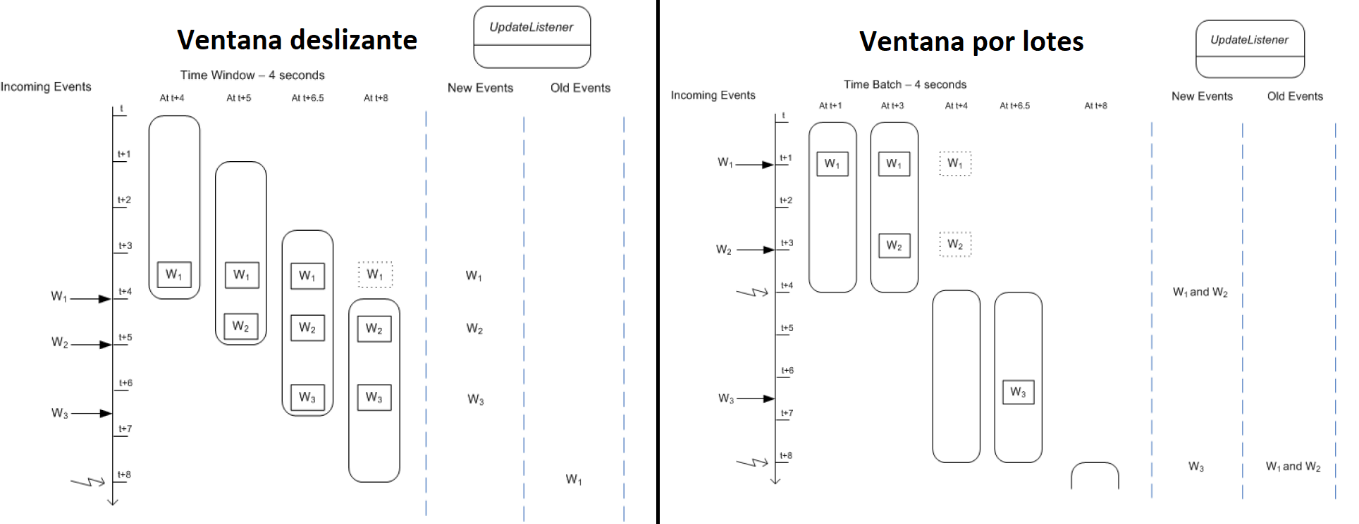 Ventana deslizante
UpdateListener
Time Window – 4 seconds
Incoming Events
New Events
Old Events
At t+4
At t+5
At t+6.5
At t+8
t
t+1
t+2
t+3
W1
W1
W1
W1
W1
W1
t+4
W2
W2
W2
W2
W2
t+5
t+6
W3
W3
W3
W3
t+7
t+8
W1
Ventana por lotes
UpdateListener
Time Batch – 4 seconds
Incoming Events
New Events
Old Events
At t+1
At t+3
At t+4
At t+6.5
At t+8
t
W1
t+1
W1
W1
W1
t+2
W2
t+3
W2
W2
t+4
W1 and W2
t+5
t+6
W3
W3
t+7
t+8
W3
W1 and W2